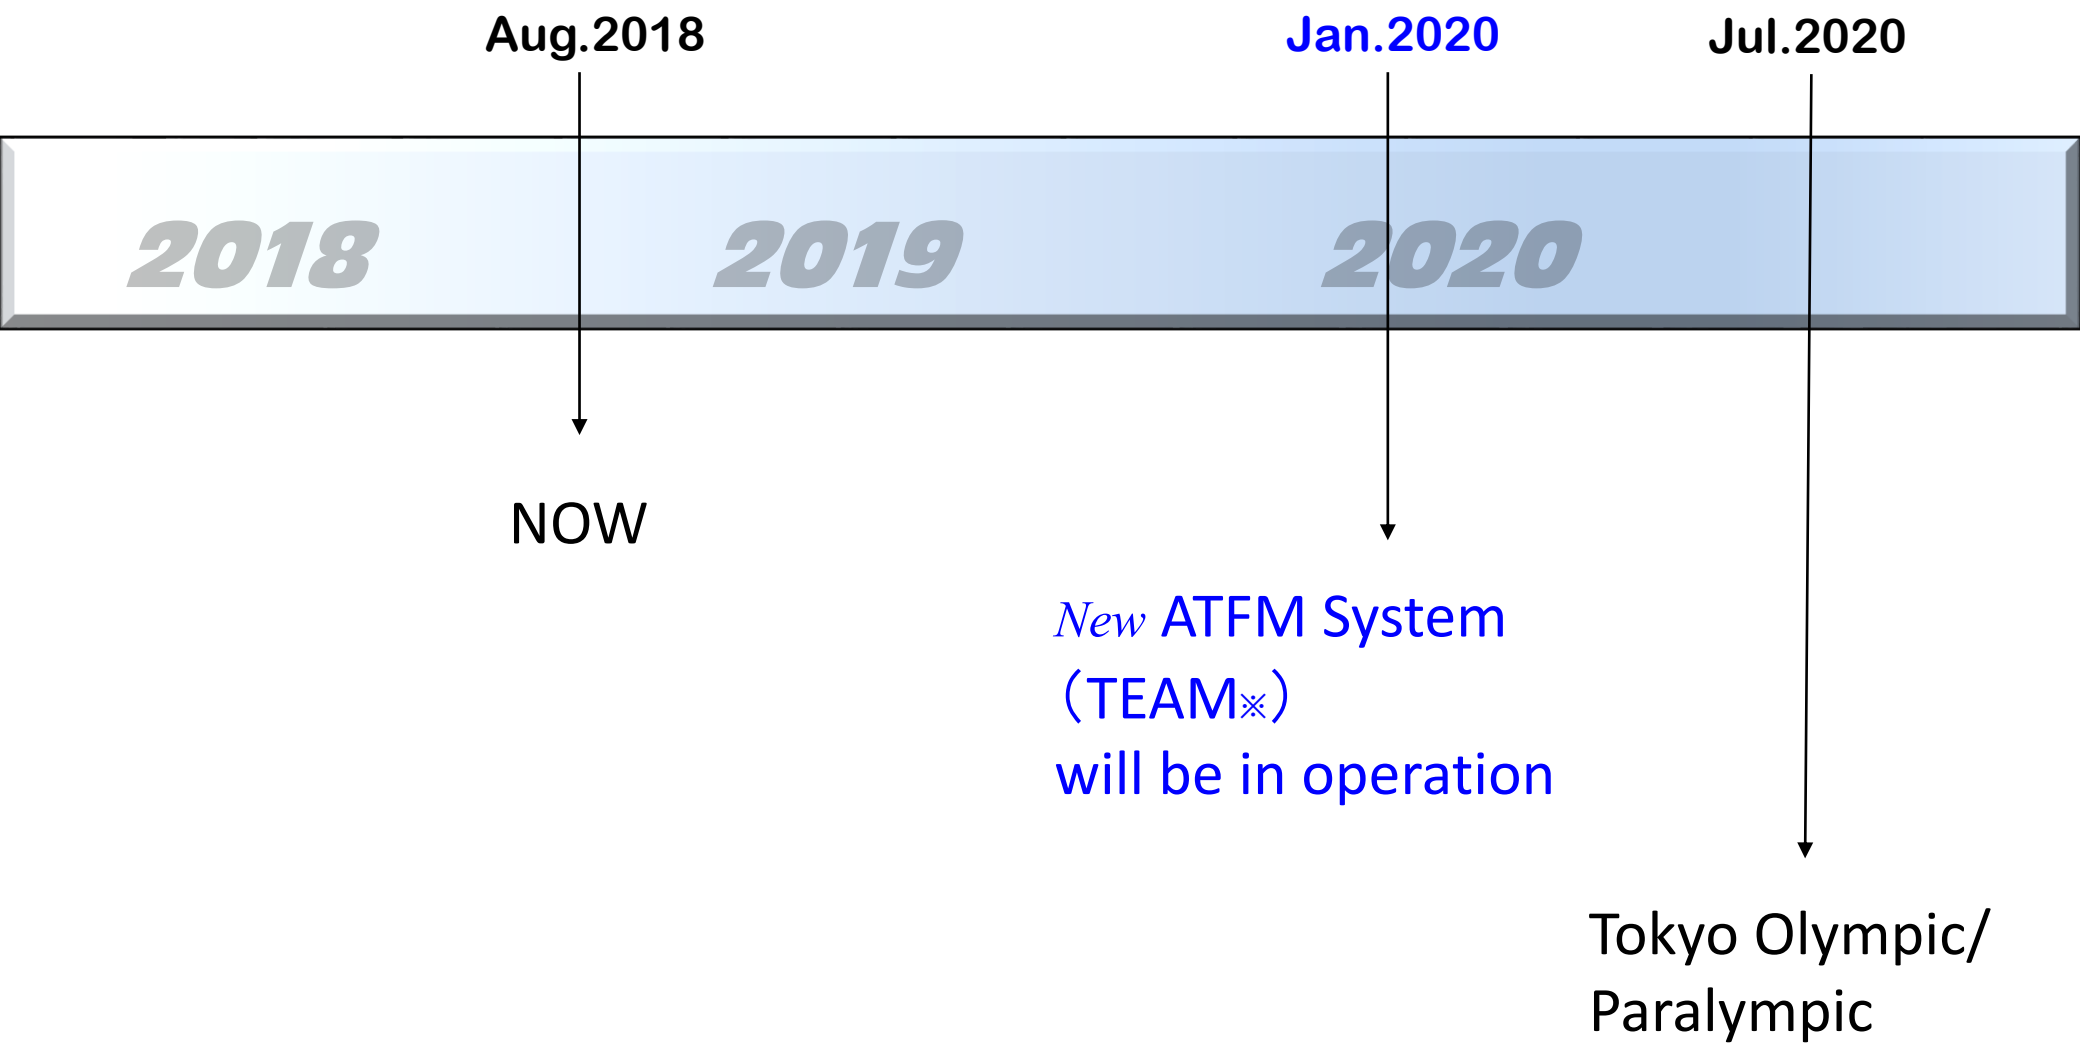 Aug.2018
Jan.2020
Jul.2020
2018
2019
2020
NOW
New ATFM System
（TEAM※）
will be in operation
Tokyo Olympic/
Paralympic